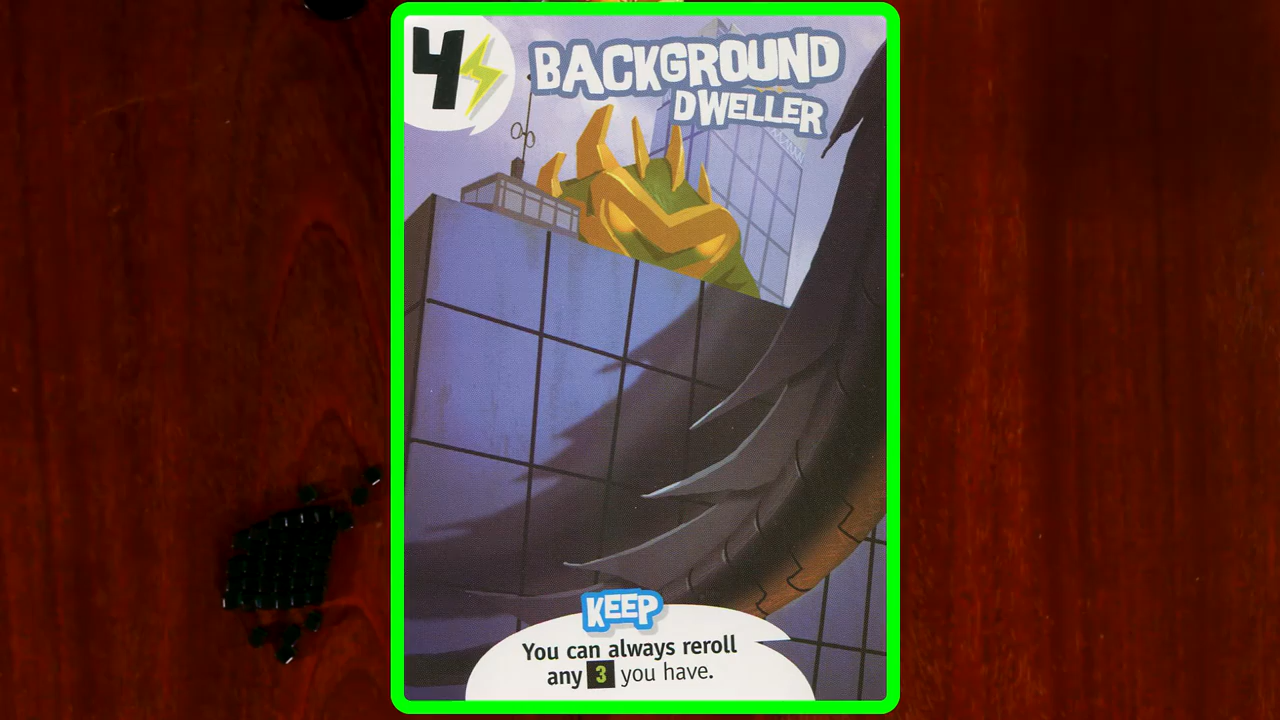 4
BACKGROUND
DWELLER
KEEP
You can always reroll
any 3 you have.